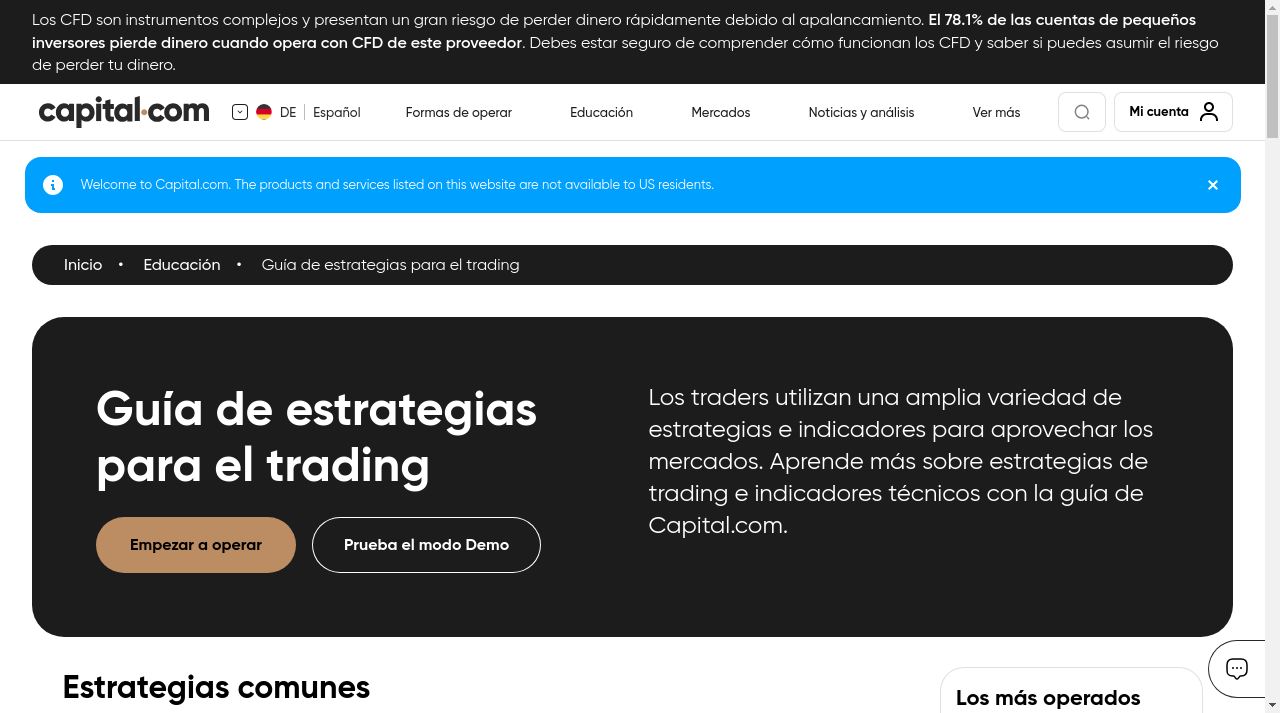 Los CFD son instrumentos complejos y presentan un gran riesgo de perder dinero rápidamente debido al apalancamiento. El 78.1% de las cuentas de pequeños
inversores pierde dinero cuando opera con CFD de este proveedor. Debes estar seguro de comprender cómo funcionan los CFD y saber si puedes asumir el riesgo
de perder tu dinero.
capital.com DE Español Formas de operar Educación Mercados Noticias y análisis Ver más Mi cuenta
Welcome to Capital.com. The products and services listed on this website are not available to US residents.
Inicio • Educación • Guía de estrategias para el trading
Guía de estrategias
para el trading
Empezar a operar Prueba el modo Demo
Los traders utilizan una amplia variedad de
estrategias e indicadores para aprovechar los
mercados. Aprende más sobre estrategias de
trading e indicadores técnicos con la guía de
Capital.com.
Estrategias comunes
Los más operados